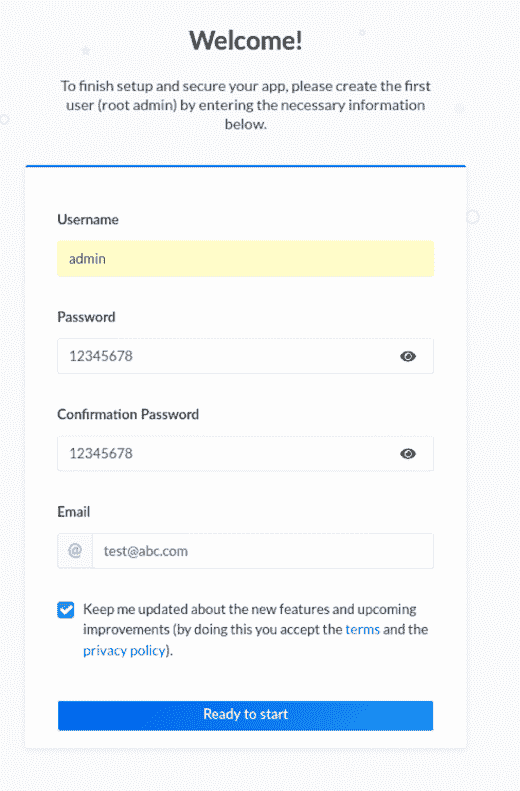 Welcome!
To finish setup and secure your app, please create the first
user (root admin) by entering the necessary information
below.
Username
admin
Password
12345678
Confirmation Password
12345678
Email
@ test@abc.com
Keep me updated about the new features and upcoming
improvements (by doing this you accept the terms and the
privacy policy).
Ready to start